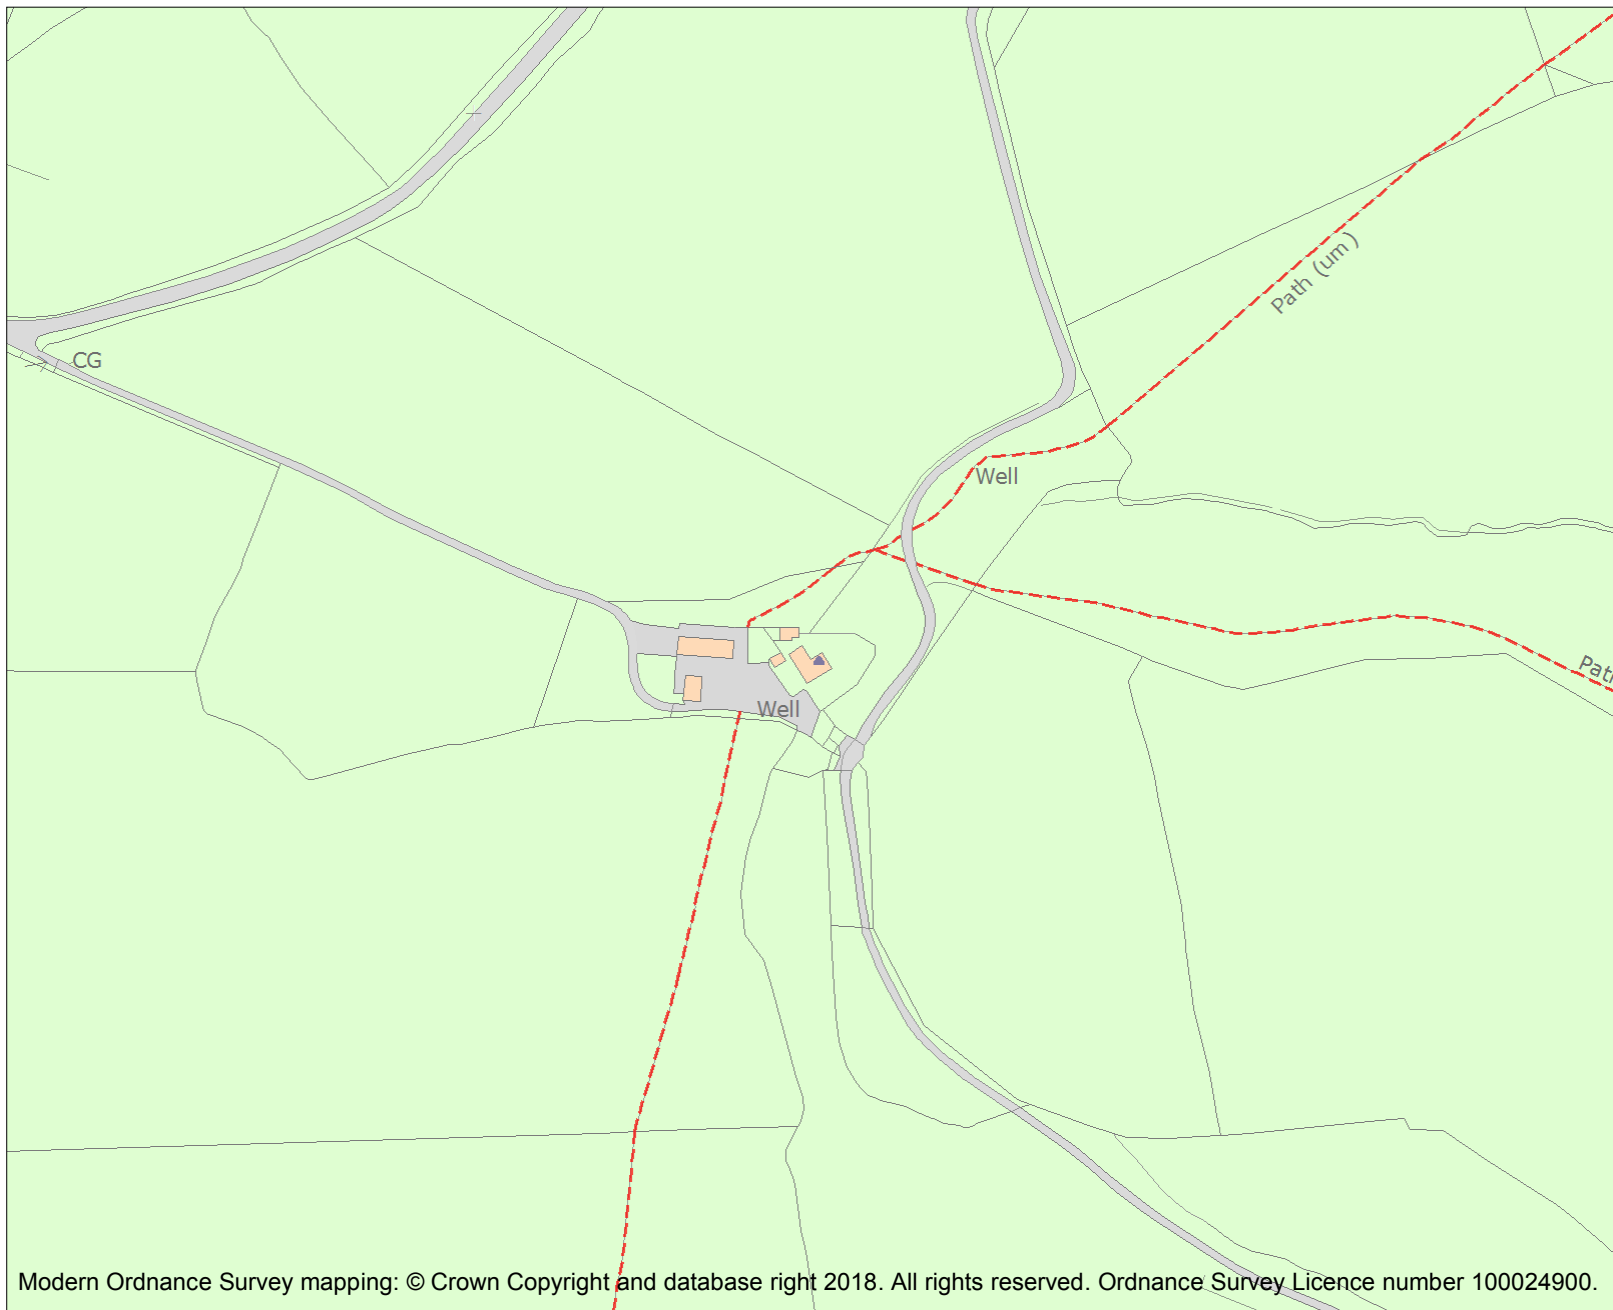 Path (um)
CG
Well
Path
Well
Modern Ordnance Survey mapping: © Crown Copyright and database right 2018. All rights reserved. Ordnance Survey Licence number 100024900.